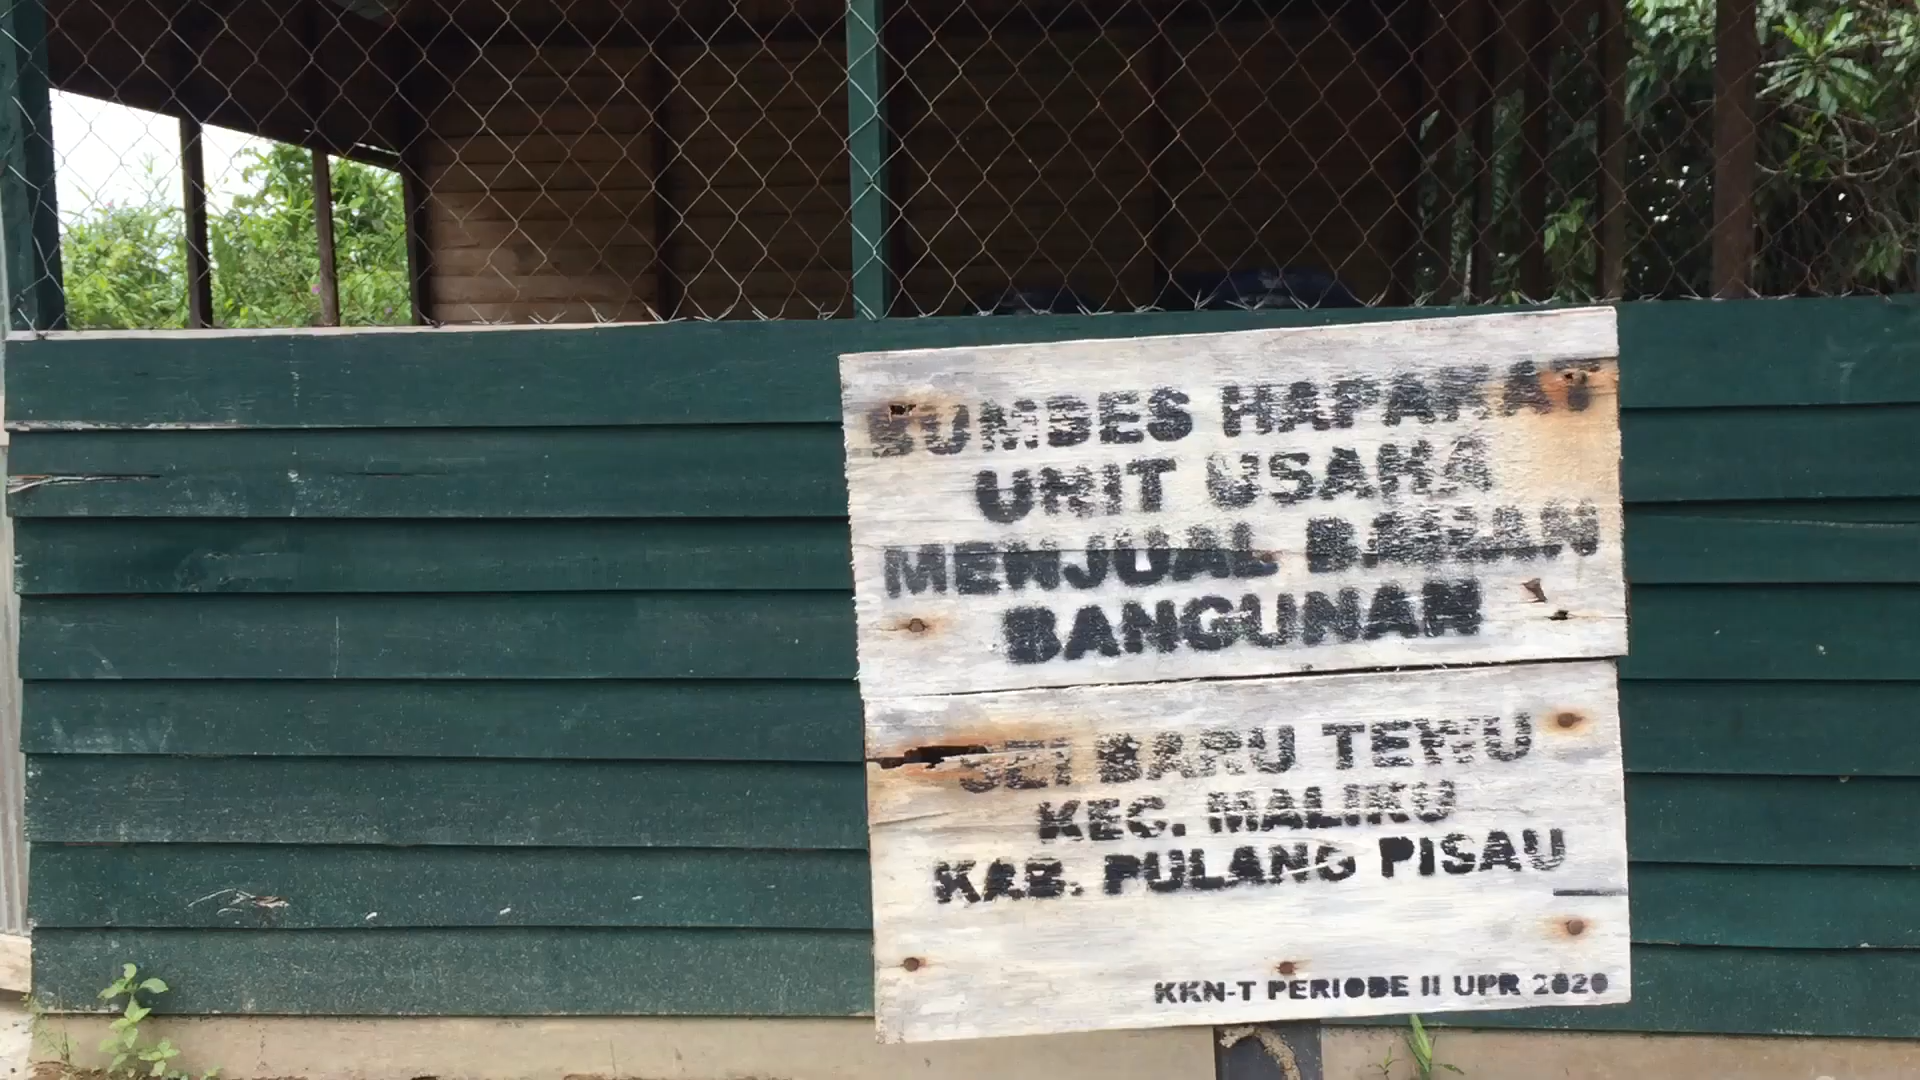 BUMDES HAPAKAT
UNIT USAHA
MENJUAL BAHAN
BANGUNAN
SEI BARU TEWU
KEC. MALIKU
KAB. PULANG PISAU
KKN-T PERIODE II UPR 2020